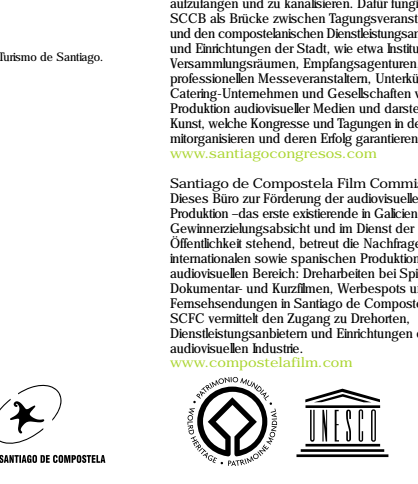 aufzufangen und zu kanalisieren. Dafür fungi
SCCB als Brücke zwischen Tagungsveranst
und den compostelanischen Dienstleistungsan
und Einrichtungen der Stadt, wie etwa Institu
Versammlungsräumen, Empfangsagenturen
professionellen Messeveranstaltern, Unterkü
Catering-Unternehmen und Gesellschaften v
Produktion audiovisueller Medien und darste
Kunst, welche Kongresse und Tagungen in de
mitorganisieren und deren Erfolg garantieren
www.santiagocongresos.com
Turismo de Santiago.
Santiago de Compostela Film Commi
Dieses Büro zur Förderung der audiovisuelle
Produktion –das erste existierende in Galicien
Gewinnerzielungsabsicht und im Dienst der
Öffentlichkeit stehend, betreut die Nachfrage
internationalen sowie spanischen Produktion
audiovisuellen Bereich: Dreharbeiten bei Spi
Dokumentar- und Kurzfilmen, Werbespots u
Fernsehsendungen in Santiago de Composte
SCFC vermittelt den Zugang zu Drehorten,
Dienstleistungsanbietern und Einrichtungen d
audiovisuellen Industrie.
www.compostelafilm.com
SANTIAGO DE COMPOSTELA
PATRIMONIO MUNDIAL • WORLD HERITAGE • PATRIMOINE MONDIAL •
UNESCO